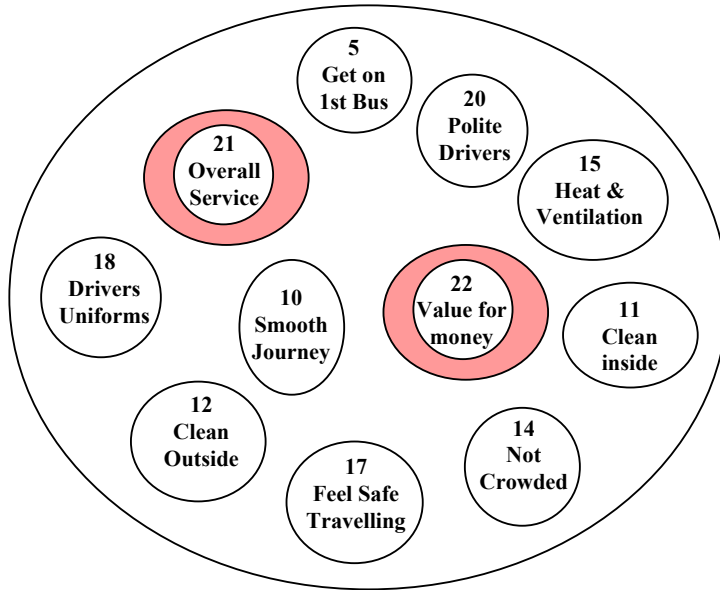 5
Get on
1st Bus
20
Polite
Drivers
21
Overall
Service
15
Heat &
Ventilation
18
Drivers
Uniforms
10
Smooth
Journey
22
Value for
money
11
Clean
inside
12
Clean
Outside
17
Feel Safe
Travelling
14
Not
Crowded